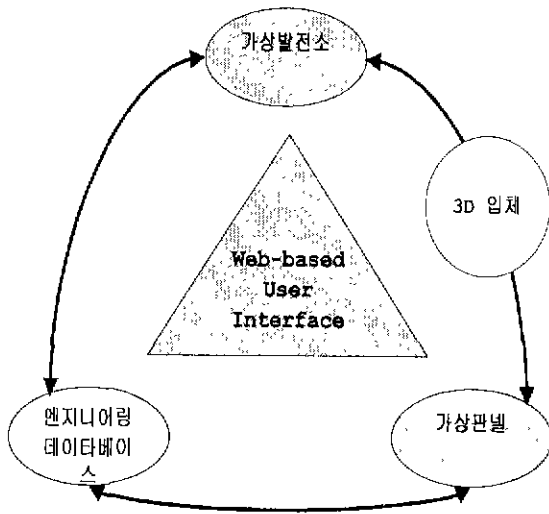 가상발전소
3D 입체
Web-based
User
Interface
엔지니어링
데이타베이
스
가상판넬